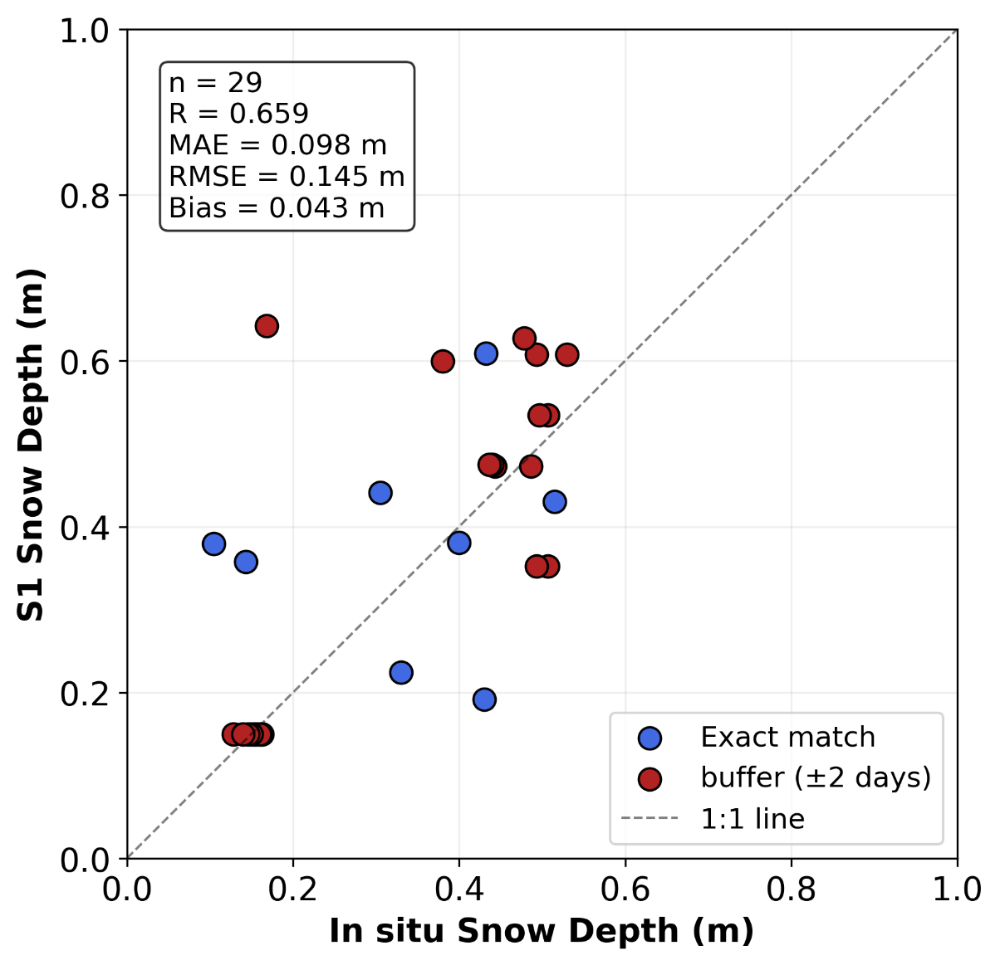 n = 29
R = 0.659
MAE = 0.098 m
RMSE = 0.145 m
Bias = 0.043 m
1.0
0.8
0.6
0.4
0.2
0.0
S1 Snow Depth (m)
Exact match
buffer (±2 days)
1:1 line
0.0 0.2 0.4 0.6 0.8 1.0
In situ Snow Depth (m)